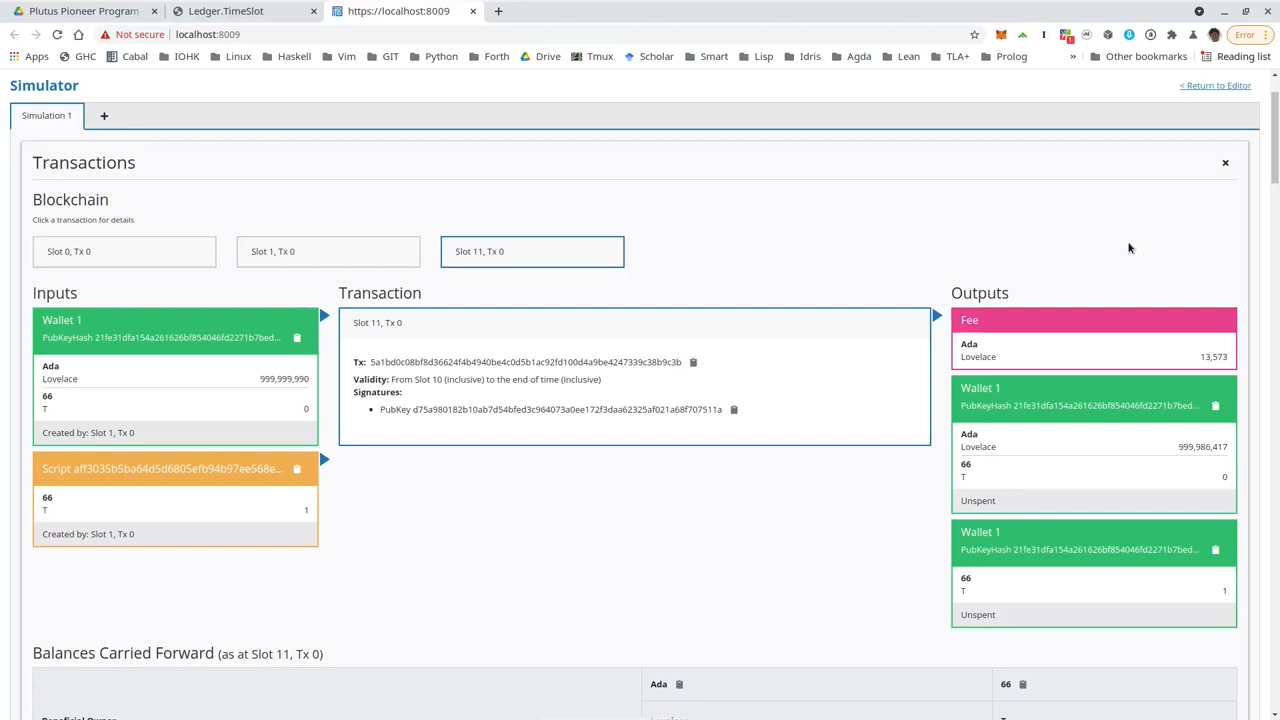 Plutus Pioneer Program
Ledger.TimeSlot
https://localhost:8009
Not secure
localhost:8009
Error
Apps
GHC
Cabal
IOHK
Linux
Haskell
Vim
GIT
Python
Forth
Drive
Tmux
Scholar
Smart
Lisp
Idris
Agda
Lean
TLA+
Prolog
»
Other bookmarks
Reading list
Simulator
< Return to Editor
Simulation 1
+
Transactions
Blockchain
Click a transaction for details
Slot 0, Tx 0
Slot 1, Tx 0
Slot 11, Tx 0
Inputs
Wallet 1
PubKeyHash 21fe31dfa154a261626bf854046fd2271b7bed...
Ada
Lovelace 999,999,990
66
T 0
Created by: Slot 1, Tx 0
Script aff3035b5ba64d5d6805efb94b97ee568e...
66
T 1
Created by: Slot 1, Tx 0
Transaction
Slot 11, Tx 0
Tx: 5a1bd0c08bf8d36624f4b4940be4c0d5b1ac92fd100d4a9be4247339c38b9c3b
Validity: From Slot 10 (inclusive) to the end of time (inclusive)
Signatures:
• PubKey d75a980182b10ab7d54bfed3c964073a0ee172f3daa62325af021a68f707511a
Outputs
Fee
Ada
Lovelace 13,573
Wallet 1
PubKeyHash 21fe31dfa154a261626bf854046fd2271b7bed...
Ada
Lovelace 999,986,417
66
T 0
Unspent
Wallet 1
PubKeyHash 21fe31dfa154a261626bf854046fd2271b7bed...
66
T 1
Unspent
Balances Carried Forward (as at Slot 11, Tx 0)
Ada
66
Beneficial Owner
Lovelace
T